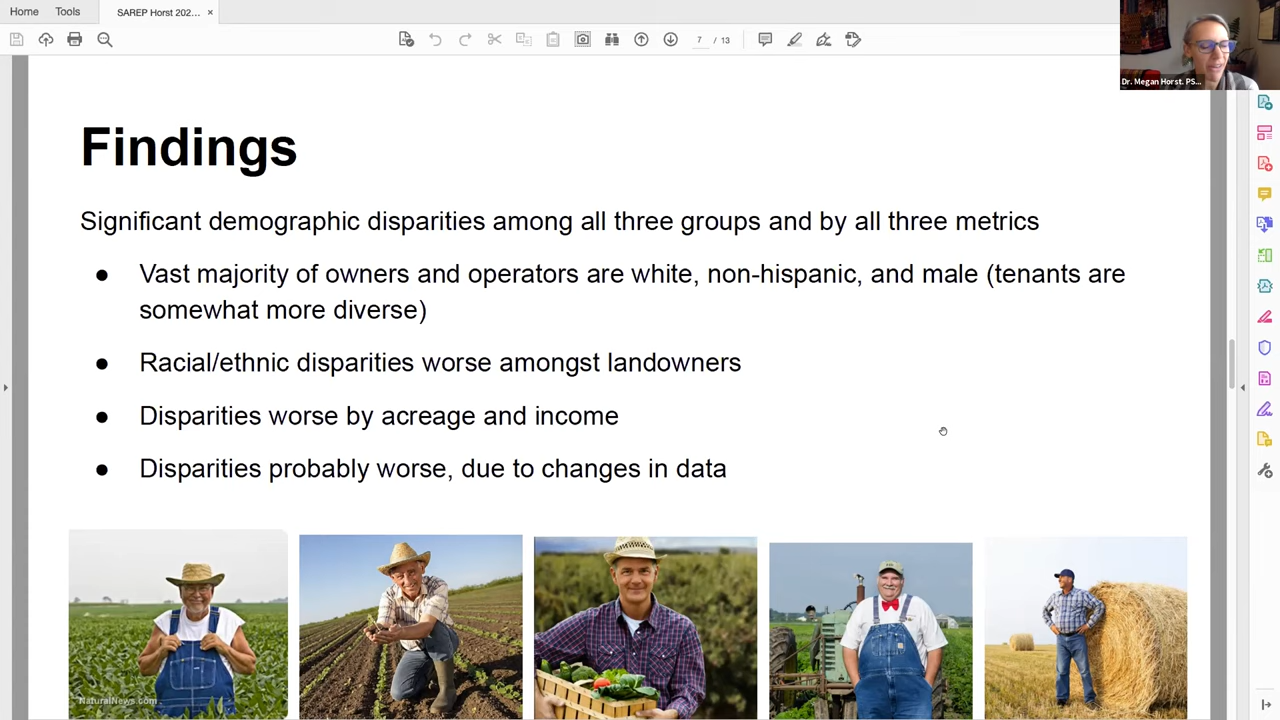 Home Tools SAREP Horst 202... ×
7 / 13
Dr. Megan Horst. PS...
Findings
Significant demographic disparities among all three groups and by all three metrics
● Vast majority of owners and operators are white, non-hispanic, and male (tenants are
somewhat more diverse)
● Racial/ethnic disparities worse amongst landowners
● Disparities worse by acreage and income
● Disparities probably worse, due to changes in data
NaturalNews.com